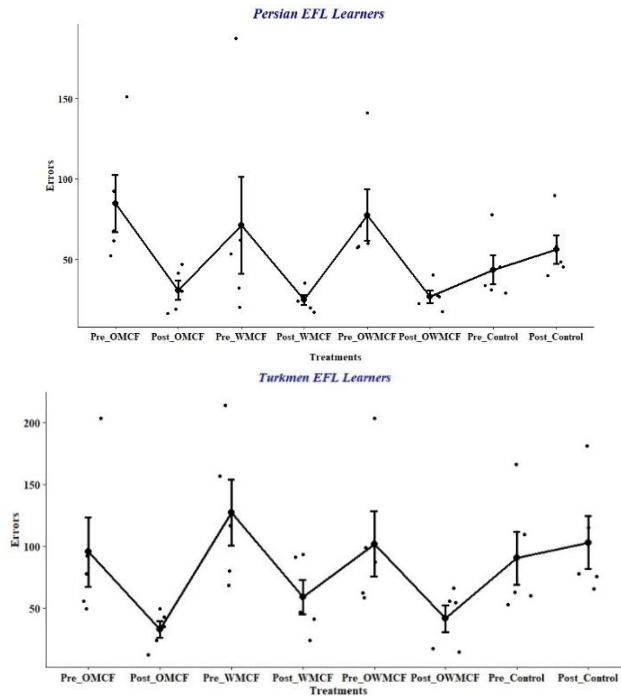 Persian EFL Learners
150
100
50
Errors
Pre_OMCF Post_OMCF Pre_WMCF Post_WMCF Pre_OWMCF Post_OWMCF Pre_Control Post_Control
Treatments
Turkmen EFL Learners
200
150
100
50
Errors
Pre_OMCF Post_OMCF Pre_WMCF Post_WMCF Pre_OWMCF Post_OWMCF Pre_Control Post_Control
Treatments